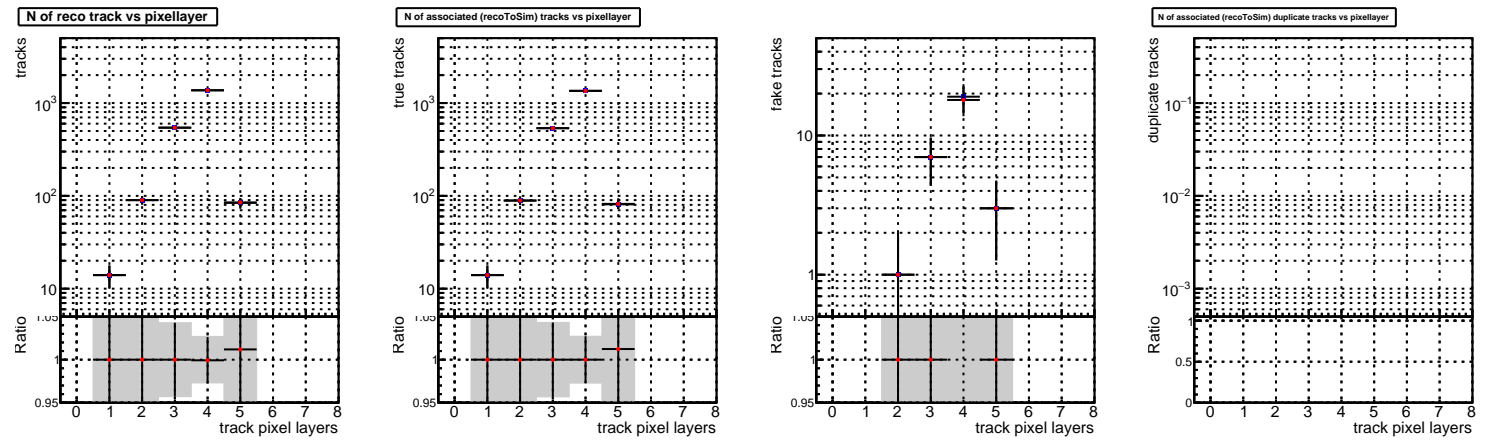 N of reco track vs pixellayer
tracks
10³
10²
10
Ratio
1.05
1
0.95
0 1 2 3 4 5 6 7 8
track pixel layers
N of associated (recoToSim) tracks vs pixellayer
true tracks
10³
10²
10
Ratio
1.05
1
0.95
0 1 2 3 4 5 6 7 8
track pixel layers
fake tracks
10
1
Ratio
1.05
1
0.95
0 1 2 3 4 5 6 7 8
track pixel layers
N of associated (recoToSim) duplicate tracks vs pixellayer
duplicate tracks
10⁻¹
10⁻²
10⁻³
Ratio
1
0.5
0
0 1 2 3 4 5 6 7 8
track pixel layers